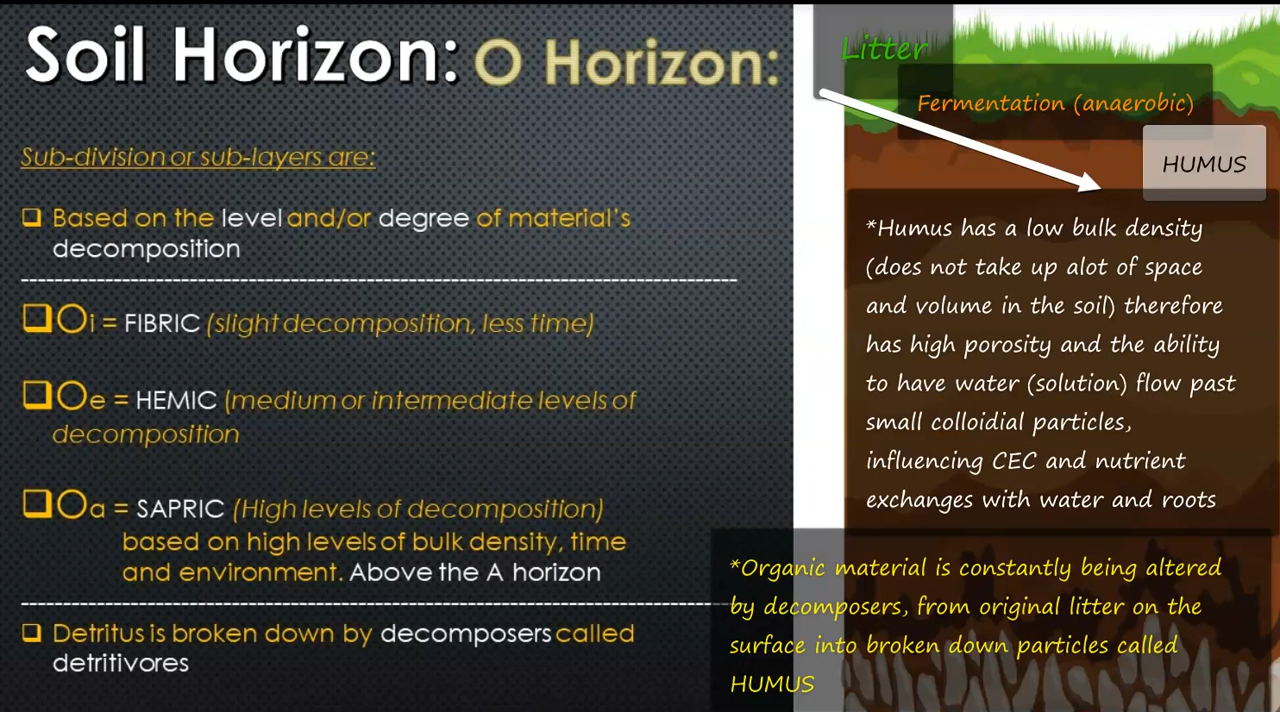 Soil Horizon: O Horizon:
Sub-division or sub-layers are:
Based on the level and/or degree of material's
decomposition
Oi = FIBRIC (slight decomposition, less time)
Oe = HEMIC (medium or intermediate levels of
decomposition
Oa = SAPRIC (High levels of decomposition)
based on high levels of bulk density, time
and environment. Above the A horizon
Detritus is broken down by decomposers called
detritivores
Litter
Fermentation (anaerobic)
HUMUS
*Humus has a low bulk density
(does not take up alot of space
and volume in the soil) therefore
has high porosity and the ability
to have water (solution) flow past
small colloidial particles,
influencing CEC and nutrient
exchanges with water and roots
*Organic material is constantly being altered
by decomposers, from original litter on the
surface into broken down particles called
HUMUS